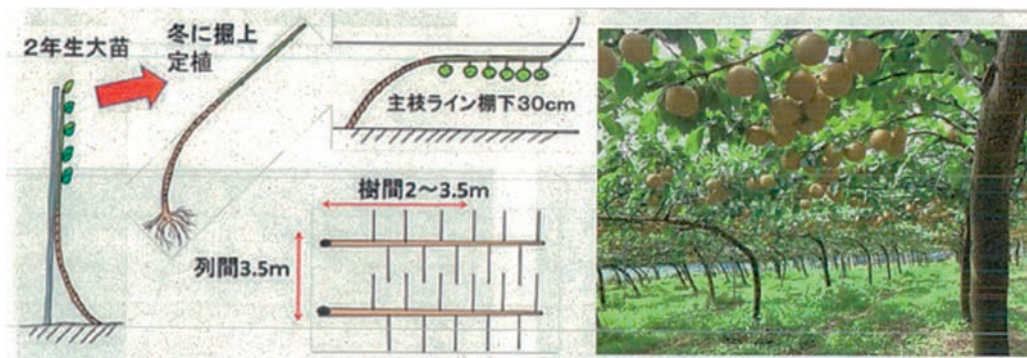 2年生大苗
冬に掘上
定植
主枝ライン棚下30cm
樹間2～3.5m
列間3.5m